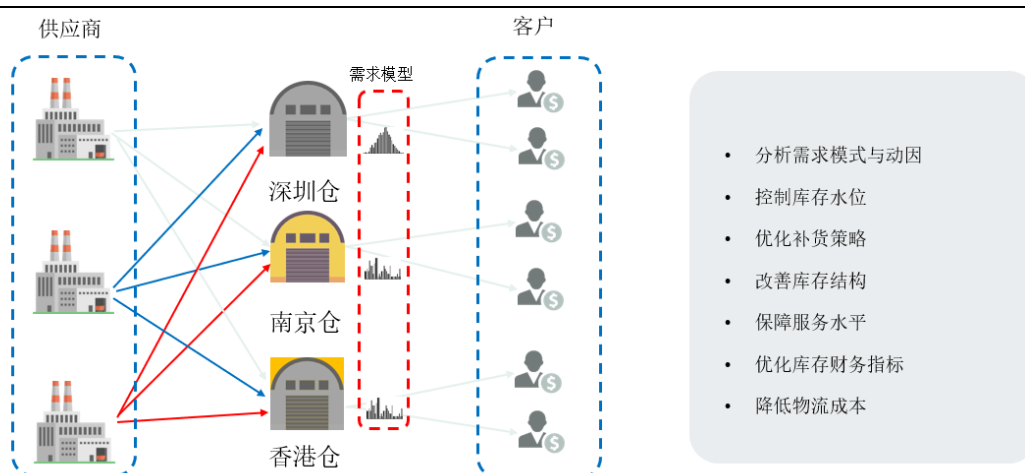 供应商
客户
需求模型
深圳仓
南京仓
香港仓
$
$
$
$
$
$
• 分析需求模式与动因
• 控制库存水位
• 优化补货策略
• 改善库存结构
• 保障服务水平
• 优化库存财务指标
• 降低物流成本